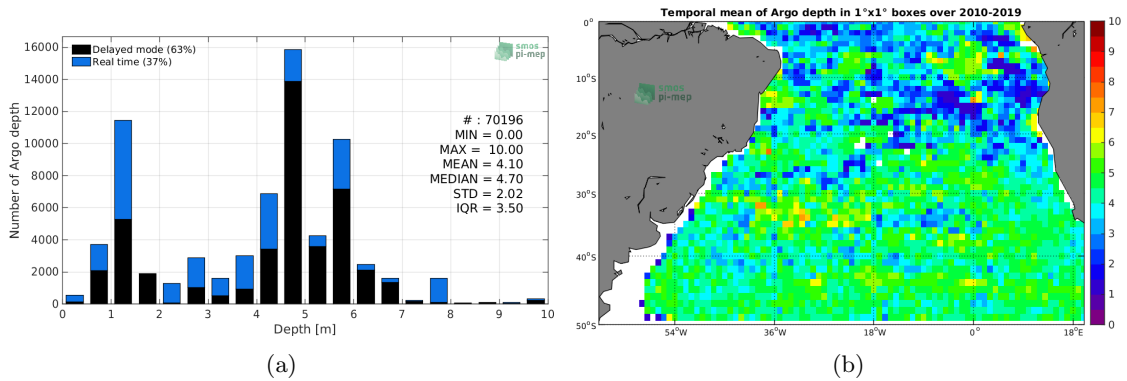 16000
14000
12000
10000
8000
6000
4000
2000
0
Number of Argo depth
Delayed mode (63%)
Real time (37%)
smos
pi-mep
# : 70196
MIN = 0.00
MAX = 10.00
MEAN = 4.10
MEDIAN = 4.70
STD = 2.02
IQR = 3.50
0 1 2 3 4 5 6 7 8 9 10
Depth [m]
(a)
Temporal mean of Argo depth in 1°x1° boxes over 2010-2019
0°
10°S
20°S
30°S
40°S
50°S
smos
pi-mep
54°W 36°W 18°W 0° 18°E
10
9
8
7
6
5
4
3
2
1
0
(b)